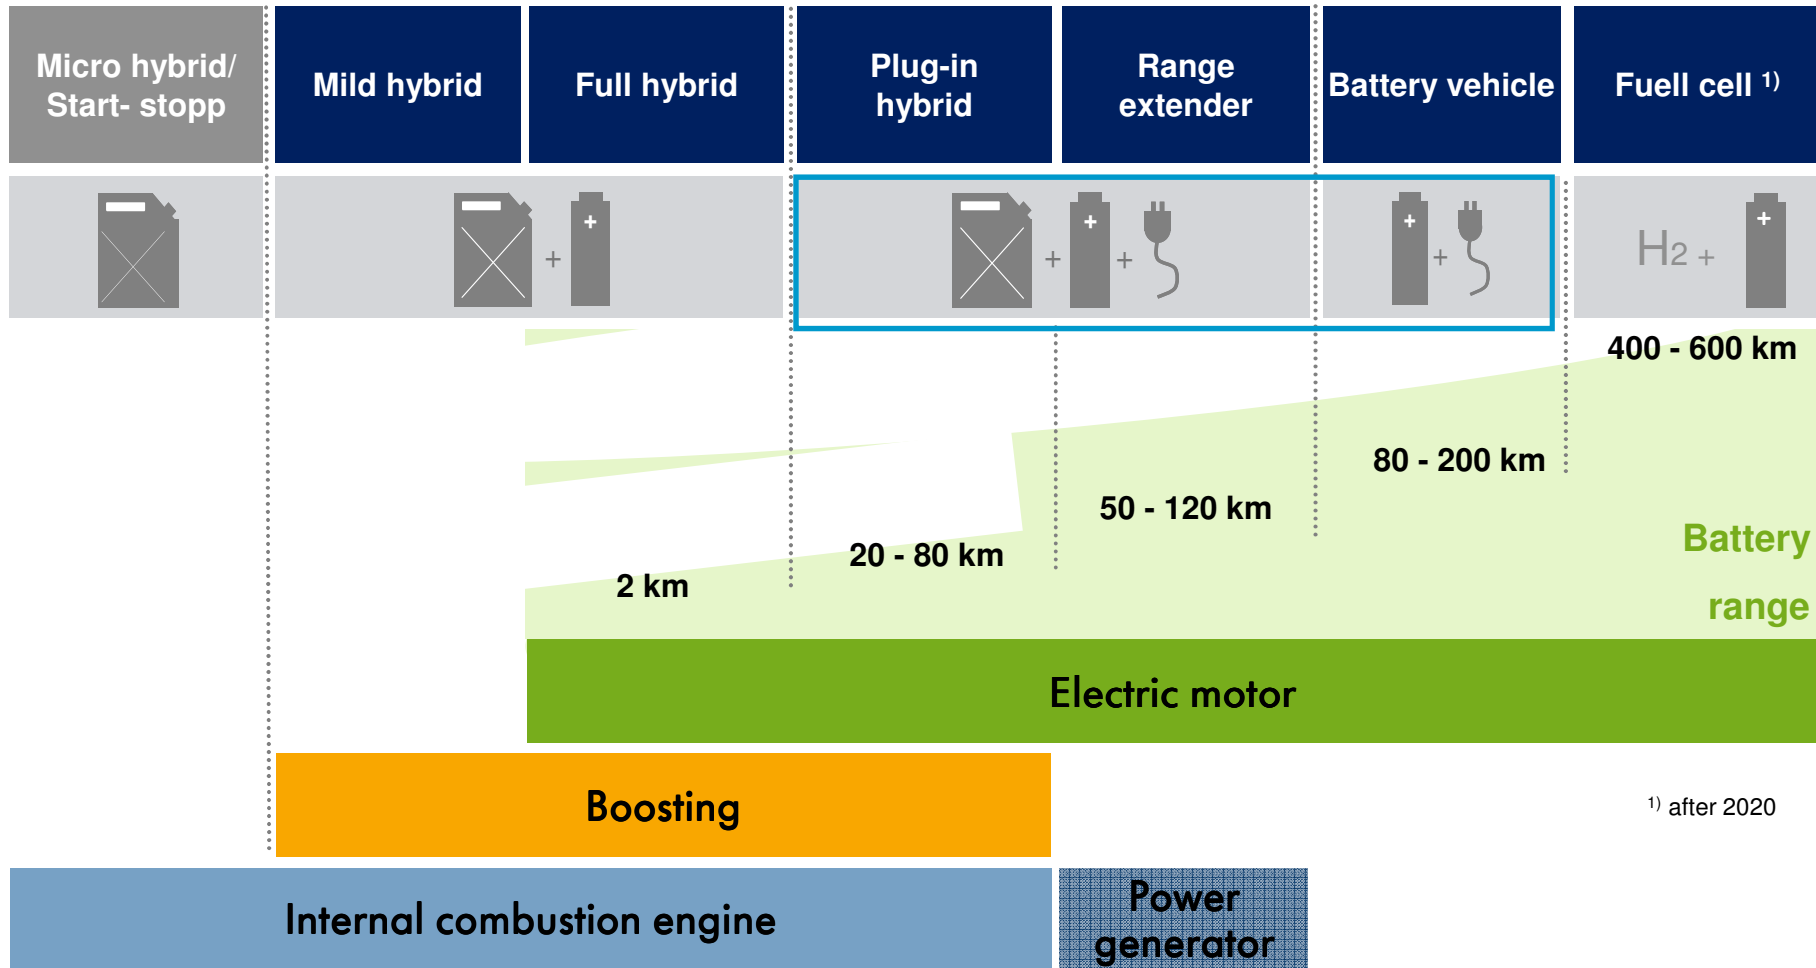 Micro hybrid/
Start- stopp
Mild hybrid
Full hybrid
Plug-in
hybrid
Range
extender
Battery vehicle
Fuell cell 1)
+
+
+
+
+
+
+
+
H2 +
+
400 - 600 km
80 - 200 km
50 - 120 km
20 - 80 km
2 km
Battery
range
Electric motor
Boosting
1) after 2020
Internal combustion engine
Power
generator